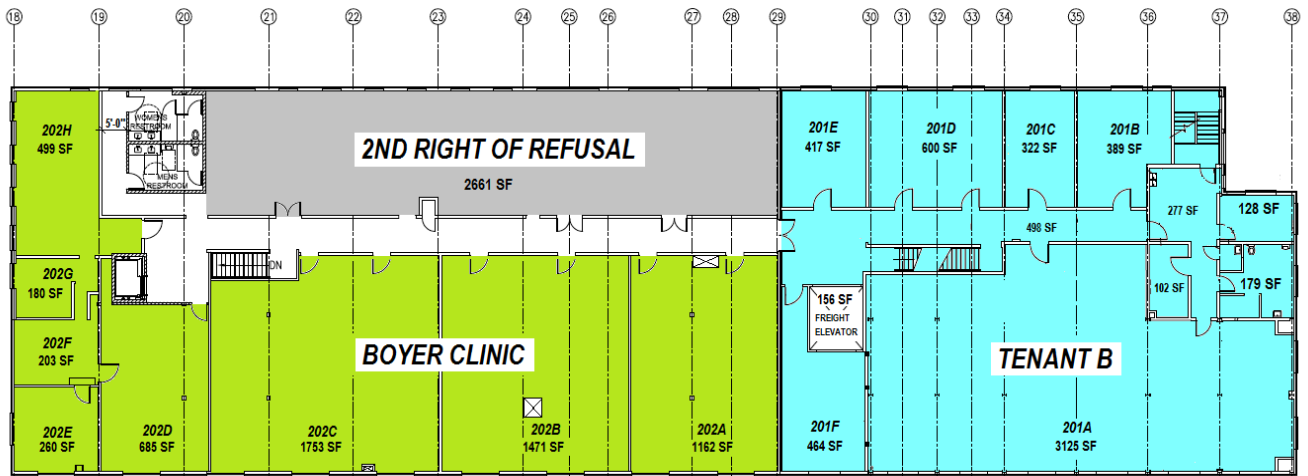 18 19 20 21 22 23 24 25 26 27 28 29 30 31 32 33 34 35 36 37 38
202H
499 SF
5'-0"
WOMENS
RESTROOM
MENS
RESTROOM
2ND RIGHT OF REFUSAL
2661 SF
201E
417 SF
201D
600 SF
201C
322 SF
201B
389 SF
277 SF
128 SF
498 SF
202G
180 SF
DN
156 SF
FREIGHT
ELEVATOR
102 SF
179 SF
202F
203 SF
BOYER CLINIC
TENANT B
202E
260 SF
202D
685 SF
202C
1753 SF
202B
1471 SF
202A
1162 SF
201F
464 SF
201A
3125 SF